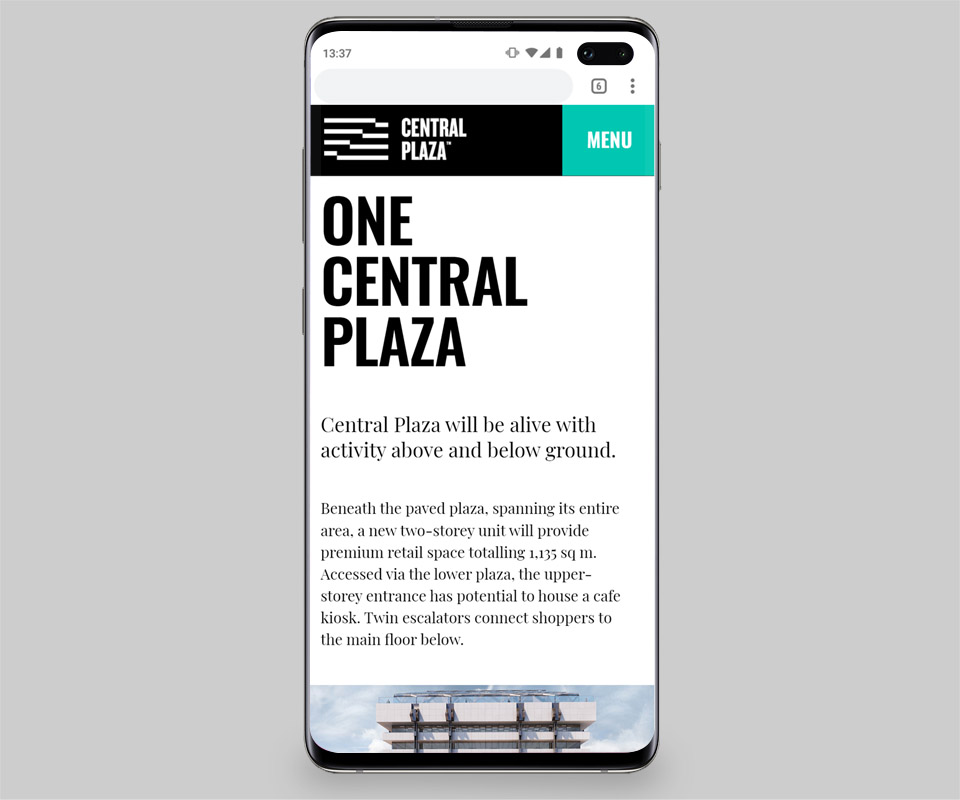 13:37
6
CENTRAL
PLAZA™
MENU
ONE
CENTRAL
PLAZA
Central Plaza will be alive with
activity above and below ground.
Beneath the paved plaza, spanning its entire
area, a new two-storey unit will provide
premium retail space totalling 1,135 sq m.
Accessed via the lower plaza, the upper-
storey entrance has potential to house a cafe
kiosk. Twin escalators connect shoppers to
the main floor below.